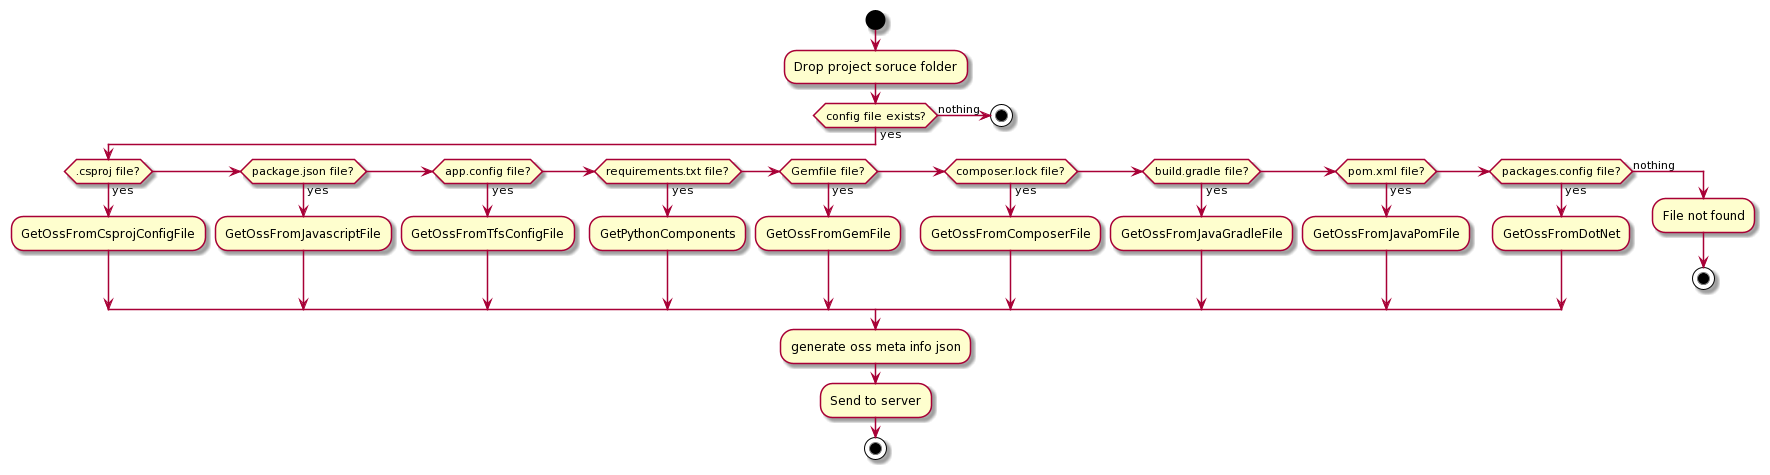 Drop project soruce folder
config file exists?
nothing
yes
.csproj file?
package.json file?
app.config file?
requirements.txt file?
Gemfile file?
composer.lock file?
build.gradle file?
pom.xml file?
packages.config file?
nothing
yes
yes
yes
yes
yes
yes
yes
yes
yes
GetOssFromCsprojConfigFile
GetOssFromJavascriptFile
GetOssFromTfsConfigFile
GetPythonComponents
GetOssFromGemFile
GetOssFromComposerFile
GetOssFromJavaGradleFile
GetOssFromJavaPomFile
GetOssFromDotNet
File not found
generate oss meta info json
Send to server